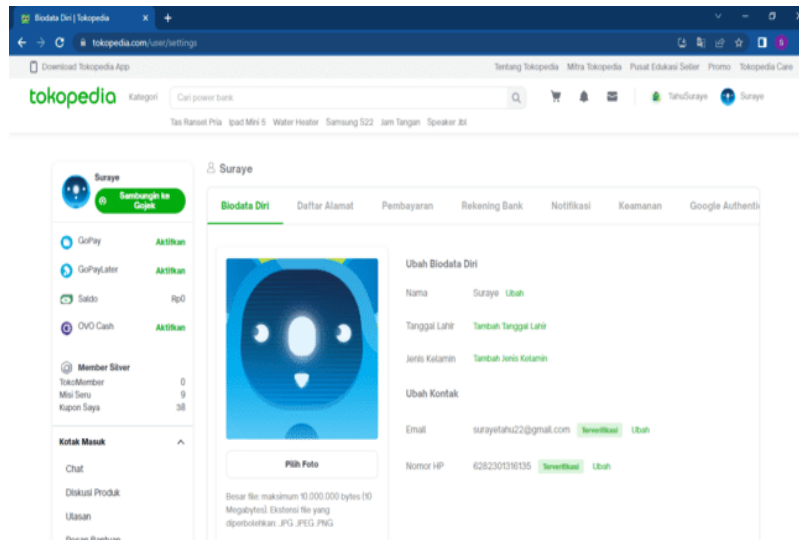 Biodata Diri | Tokopedia
tokopedia.com/user/settings
Download Tokopedia App
Tentang Tokopedia Mitra Tokopedia Pusat Edukasi Seller Promo Tokopedia Care
tokopedia Kategori Cari power bank TahuSuraye Suraye
Tas Ransel Pria Ipad Mini 5 Water Heater Samsung S22 Jam Tangan Speaker Jbl
Suraye
Sambungin ke
Gojek
GoPay Aktifkan
GoPayLater Aktifkan
Saldo Rp0
OVO Cash Aktifkan
Member Silver
TokoMember 0
Misi Seru 9
Kupon Saya 38
Kotak Masuk
Chat
Diskusi Produk
Ulasan
Pesan Bantuan
Suraye
Biodata Diri Daftar Alamat Pembayaran Rekening Bank Notifikasi Keamanan Google Authenti
Pilih Foto
Besar file: maksimum 10.000.000 bytes (10
Megabytes). Ekstensi file yang
diperbolehkan: .JPG .JPEG .PNG
Ubah Biodata Diri
Nama Suraye Ubah
Tanggal Lahir Tambah Tanggal Lahir
Jenis Kelamin Tambah Jenis Kelamin
Ubah Kontak
Email surayetahu22@gmail.com Terverifikasi Ubah
Nomor HP 6282301316135 Terverifikasi Ubah